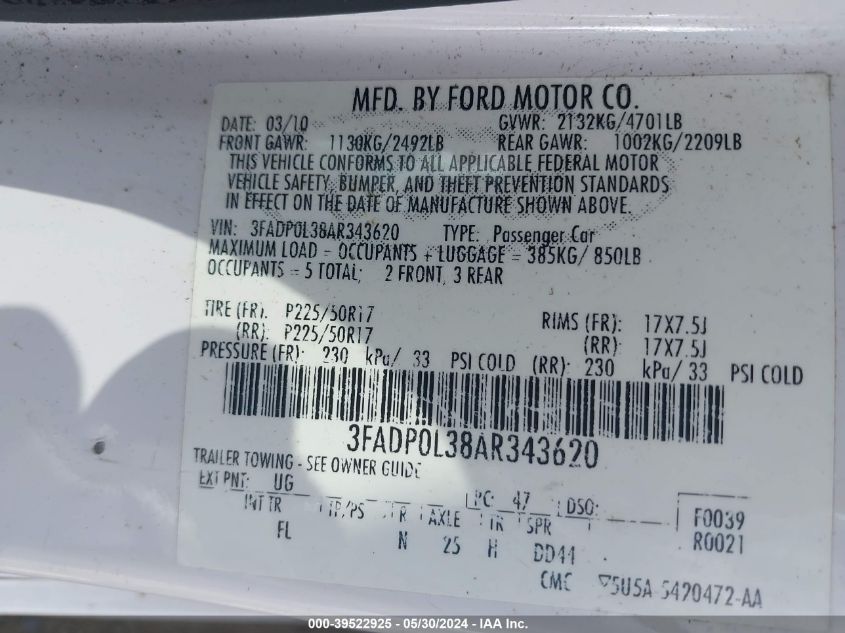 MFD. BY FORD MOTOR CO.
DATE: 03/10 GVWR: 2132KG/4701LB
FRONT GAWR: 1130KG/2492LB REAR GAWR: 1002KG/2209LB
THIS VEHICLE CONFORMS TO ALL APPLICABLE FEDERAL MOTOR
VEHICLE SAFETY, BUMPER, AND THEFT PREVENTION STANDARDS
IN EFFECT ON THE DATE OF MANUFACTURE SHOWN ABOVE.
VIN: 3FADP0L38AR343620 TYPE: Passenger Car
MAXIMUM LOAD = OCCUPANTS + LUGGAGE = 385KG/ 850LB
OCCUPANTS = 5 TOTAL; 2 FRONT, 3 REAR
TIRE (FR): P225/50R17 RIMS (FR): 17X7.5J
(RR): P225/50R17 (RR): 17X7.5J
PRESSURE (FR): 230 kPa/ 33 PSI COLD (RR): 230 kPa/ 33 PSI COLD
3FADP0L38AR343620
TRAILER TOWING - SEE OWNER GUIDE
EXT PNT: UG RC: 47 DSO: F0039
INT TR TP/PS R AXLE TR SPR R0021
FL N 25 H DD44
CMC 5U5A 5420472-AA
000-39522925 - 05/30/2024 - IAA Inc.